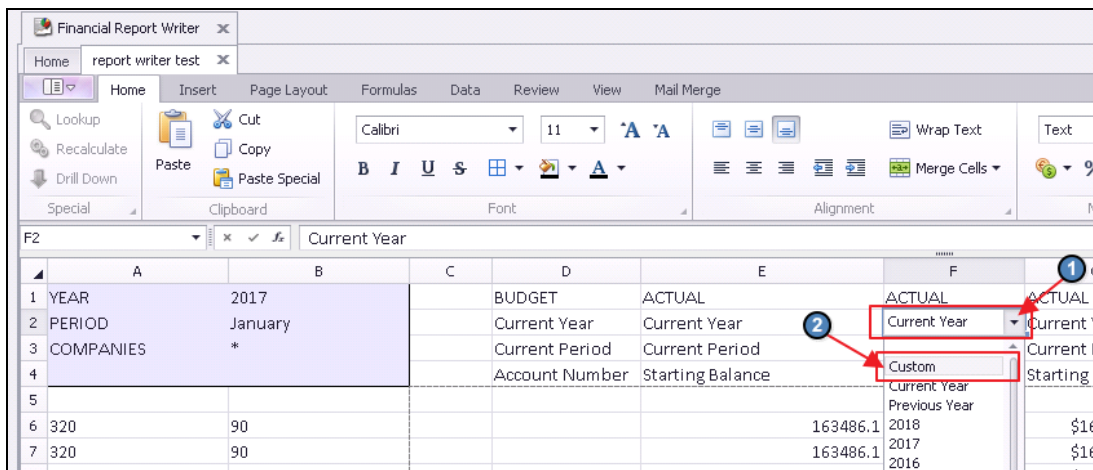 Financial Report Writer x
Home report writer test x
Home Insert Page Layout Formulas Data Review View Mail Merge
Lookup Cut Calibri 11 A A Wrap Text Text
Recalculate Paste Copy
Drill Down Paste Special B I U S A Merge Cells
Special Clipboard Font Alignment
F2 fx Current Year
A B C D E F
1 YEAR 2017 BUDGET ACTUAL ACTUAL ACTUAL
2 PERIOD January Current Year Current Year Current Year
3 COMPANIES * Current Period Current Period Current
4 Account Number Starting Balance Custom Starting
5 Current Year
Previous Year
6 320 90 163486.1 2018
2017
7 320 90 163486.1 2016
1
2